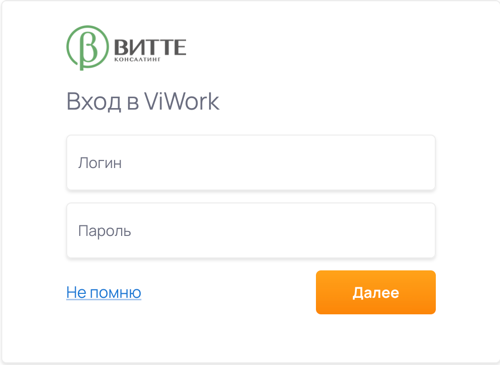 ВИТТЕ
КОНСАЛТИНГ
Вход в ViWork
Логин
Пароль
Не помню
Далее